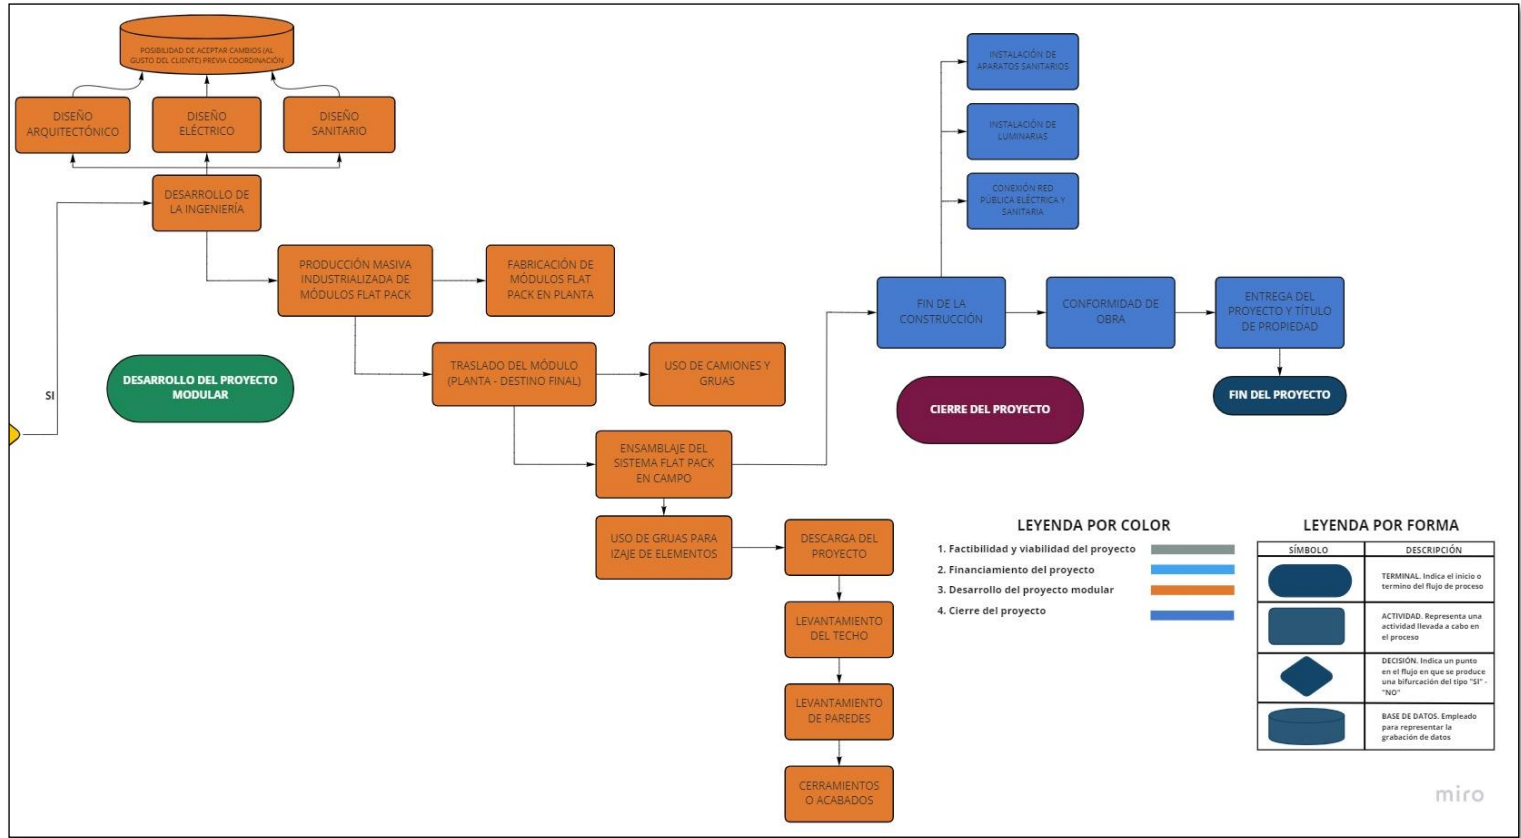 POSIBILIDAD DE ACEPTAR CAMBIOS (AL
GUSTO DEL CLIENTE) PREVIA COORDINACIÓN
DISEÑO
ARQUITECTÓNICO
DISEÑO
ELÉCTRICO
DISEÑO
SANITARIO
DESARROLLO DE
LA INGENIERÍA
PRODUCCIÓN MASIVA
INDUSTRIALIZADA DE
MÓDULOS FLAT PACK
FABRICACIÓN DE
MÓDULOS FLAT
PACK EN PLANTA
DESARROLLO DEL PROYECTO
MODULAR
SI
TRASLADO DEL MÓDULO
(PLANTA - DESTINO FINAL)
USO DE CAMIONES Y
GRUAS
ENSAMBLAJE DEL
SISTEMA FLAT PACK
EN CAMPO
USO DE GRUAS PARA
IZAJE DE ELEMENTOS
DESCARGA DEL
PROYECTO
LEVANTAMIENTO
DEL TECHO
LEVANTAMIENTO
DE PAREDES
CERRAMIENTOS
O ACABADOS
INSTALACIÓN DE
APARATOS SANITARIOS
INSTALACIÓN DE
LUMINARIAS
CONEXIÓN RED
PÚBLICA ELÉCTRICA Y
SANITARIA
FIN DE LA
CONSTRUCCIÓN
CONFORMIDAD DE
OBRA
ENTREGA DEL
PROYECTO Y TÍTULO
DE PROPIEDAD
CIERRE DEL PROYECTO
FIN DEL PROYECTO
LEYENDA POR COLOR
1. Factibilidad y viabilidad del proyecto
2. Financiamiento del proyecto
3. Desarrollo del proyecto modular
4. Cierre del proyecto
LEYENDA POR FORMA
SÍMBOLO DESCRIPCIÓN
TERMINAL. Indica el inicio o
termino del flujo de proceso
ACTIVIDAD. Representa una
actividad llevada a cabo en
el proceso
DECISIÓN. Indica un punto
en el flujo en que se produce
una bifurcación del tipo "SI" -
"NO"
BASE DE DATOS. Empleado
para representar la
grabación de datos
miro